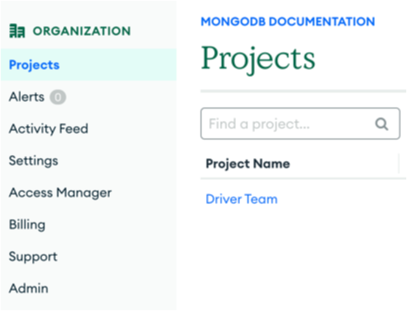 ORGANIZATION
Projects
Alerts 0
Activity Feed
Settings
Access Manager
Billing
Support
Admin
MONGODB DOCUMENTATION
Projects
Find a project...
Project Name
Driver Team